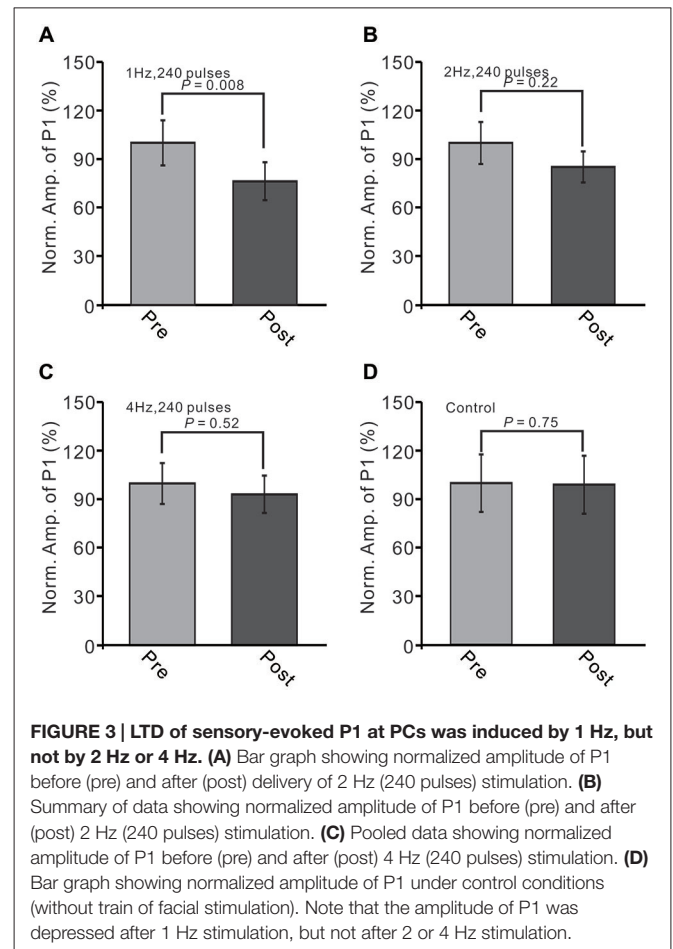 A
150
120
90
60
30
0
Norm. Amp. of P1 (%)
1Hz,240 pulses
P = 0.008
Pre
Post
B
150
120
90
60
30
0
Norm. Amp. of P1 (%)
2Hz,240 pulses
P = 0.22
Pre
Post
C
150
120
90
60
30
0
Norm. Amp. of P1 (%)
4Hz,240 pulses
P = 0.52
Pre
Post
D
150
120
90
60
30
0
Norm. Amp. of P1 (%)
Control
P = 0.75
Pre
Post
FIGURE 3 | LTD of sensory-evoked P1 at PCs was induced by 1 Hz, but
not by 2 Hz or 4 Hz. (A) Bar graph showing normalized amplitude of P1
before (pre) and after (post) delivery of 2 Hz (240 pulses) stimulation. (B)
Summary of data showing normalized amplitude of P1 before (pre) and after
(post) 2 Hz (240 pulses) stimulation. (C) Pooled data showing normalized
amplitude of P1 before (pre) and after (post) 4 Hz (240 pulses) stimulation. (D)
Bar graph showing normalized amplitude of P1 under control conditions
(without train of facial stimulation). Note that the amplitude of P1 was
depressed after 1 Hz stimulation, but not after 2 or 4 Hz stimulation.